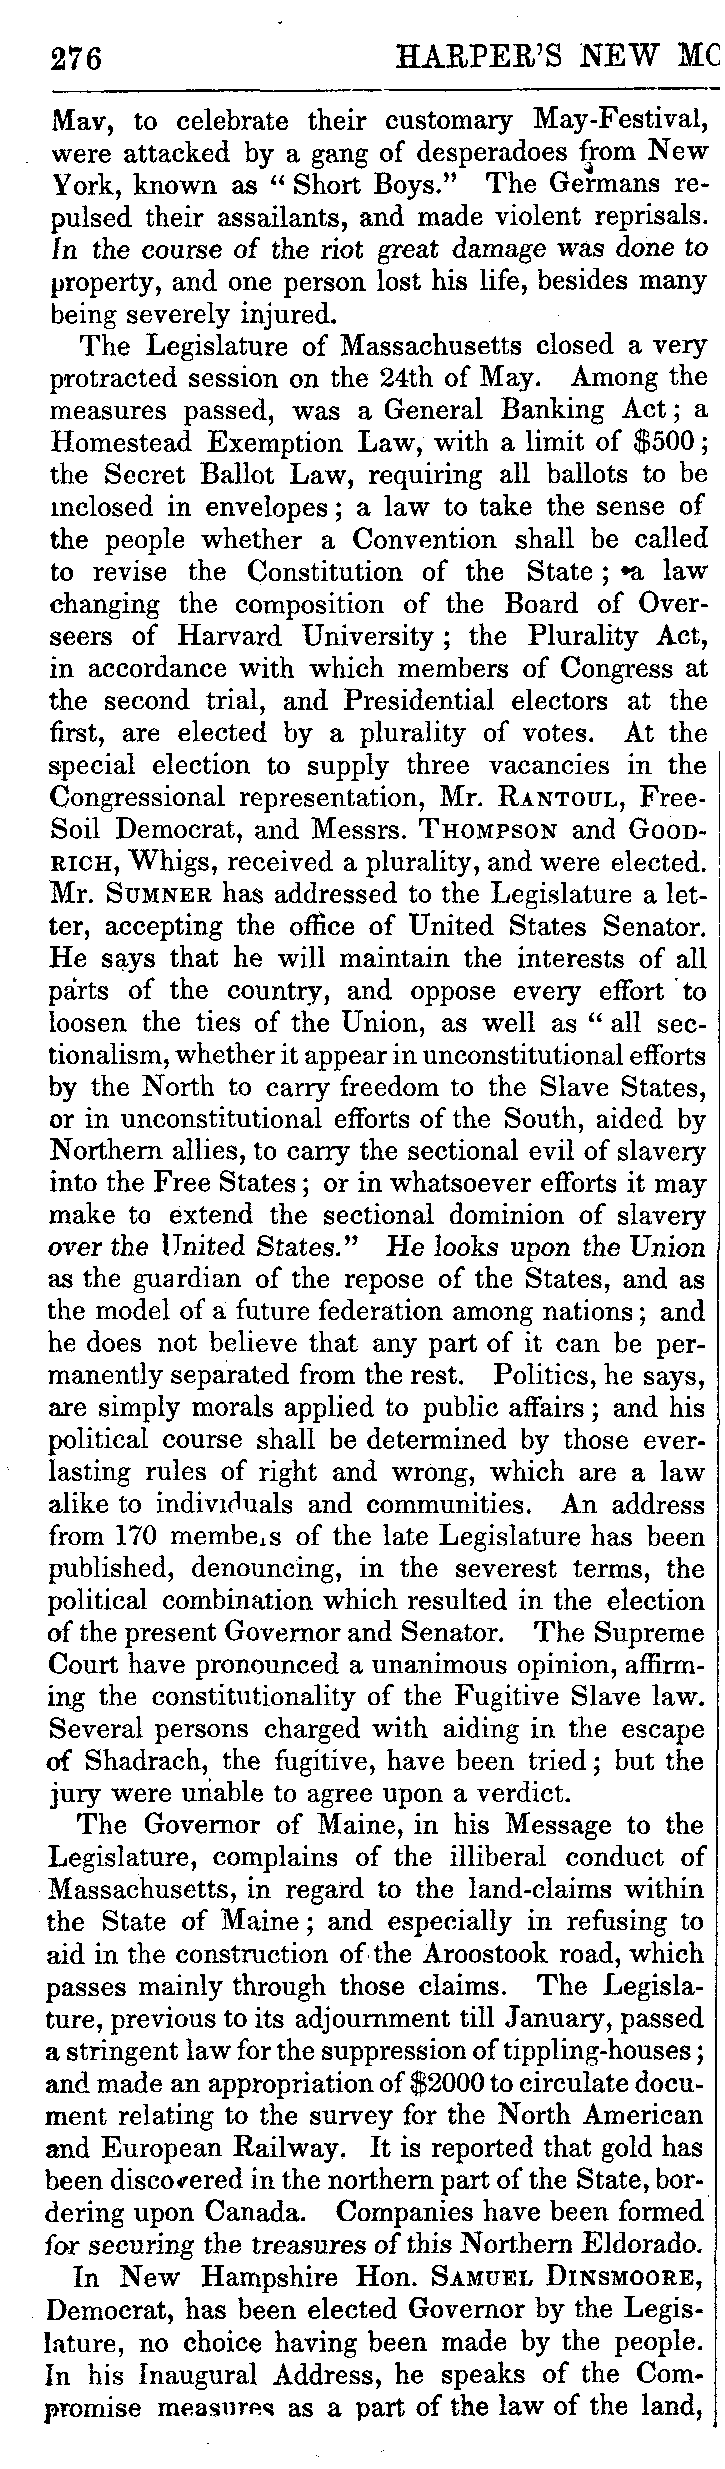 276 HARPER'S NEW MO
May, to celebrate their customary May-Festival,
were attacked by a gang of desperadoes from New
York, known as “ Short Boys.” The Germans re-
pulsed their assailants, and made violent reprisals.
In the course of the riot great damage was done to
property, and one person lost his life, besides many
being severely injured.
The Legislature of Massachusetts closed a very
protracted session on the 24th of May. Among the
measures passed, was a General Banking Act; a
Homestead Exemption Law, with a limit of $500;
the Secret Ballot Law, requiring all ballots to be
inclosed in envelopes; a law to take the sense of
the people whether a Convention shall be called
to revise the Constitution of the State; a law
changing the composition of the Board of Over-
seers of Harvard University; the Plurality Act,
in accordance with which members of Congress at
the second trial, and Presidential electors at the
first, are elected by a plurality of votes. At the
special election to supply three vacancies in the
Congressional representation, Mr. RANTOUL, Free-
Soil Democrat, and Messrs. THOMPSON and GOOD-
RICH, Whigs, received a plurality, and were elected.
Mr. SUMNER has addressed to the Legislature a let-
ter, accepting the office of United States Senator.
He says that he will maintain the interests of all
parts of the country, and oppose every effort to
loosen the ties of the Union, as well as “ all sec-
tionalism, whether it appear in unconstitutional efforts
by the North to carry freedom to the Slave States,
or in unconstitutional efforts of the South, aided by
Northern allies, to carry the sectional evil of slavery
into the Free States; or in whatsoever efforts it may
make to extend the sectional dominion of slavery
over the United States.” He looks upon the Union
as the guardian of the repose of the States, and as
the model of a future federation among nations; and
he does not believe that any part of it can be per-
manently separated from the rest. Politics, he says,
are simply morals applied to public affairs; and his
political course shall be determined by those ever-
lasting rules of right and wrong, which are a law
alike to individuals and communities. An address
from 170 members of the late Legislature has been
published, denouncing, in the severest terms, the
political combination which resulted in the election
of the present Governor and Senator. The Supreme
Court have pronounced a unanimous opinion, affirm-
ing the constitutionality of the Fugitive Slave law.
Several persons charged with aiding in the escape
of Shadrach, the fugitive, have been tried; but the
jury were unable to agree upon a verdict.
The Governor of Maine, in his Message to the
Legislature, complains of the illiberal conduct of
Massachusetts, in regard to the land-claims within
the State of Maine; and especially in refusing to
aid in the construction of the Aroostook road, which
passes mainly through those claims. The Legisla-
ture, previous to its adjournment till January, passed
a stringent law for the suppression of tippling-houses;
and made an appropriation of $2000 to circulate docu-
ment relating to the survey for the North American
and European Railway. It is reported that gold has
been discovered in the northern part of the State, bor-
dering upon Canada. Companies have been formed
for securing the treasures of this Northern Eldorado.
In New Hampshire Hon. SAMUEL DINSMOORE,
Democrat, has been elected Governor by the Legis-
lature, no choice having been made by the people.
In his Inaugural Address, he speaks of the Com-
promise measures as a part of the law of the land,